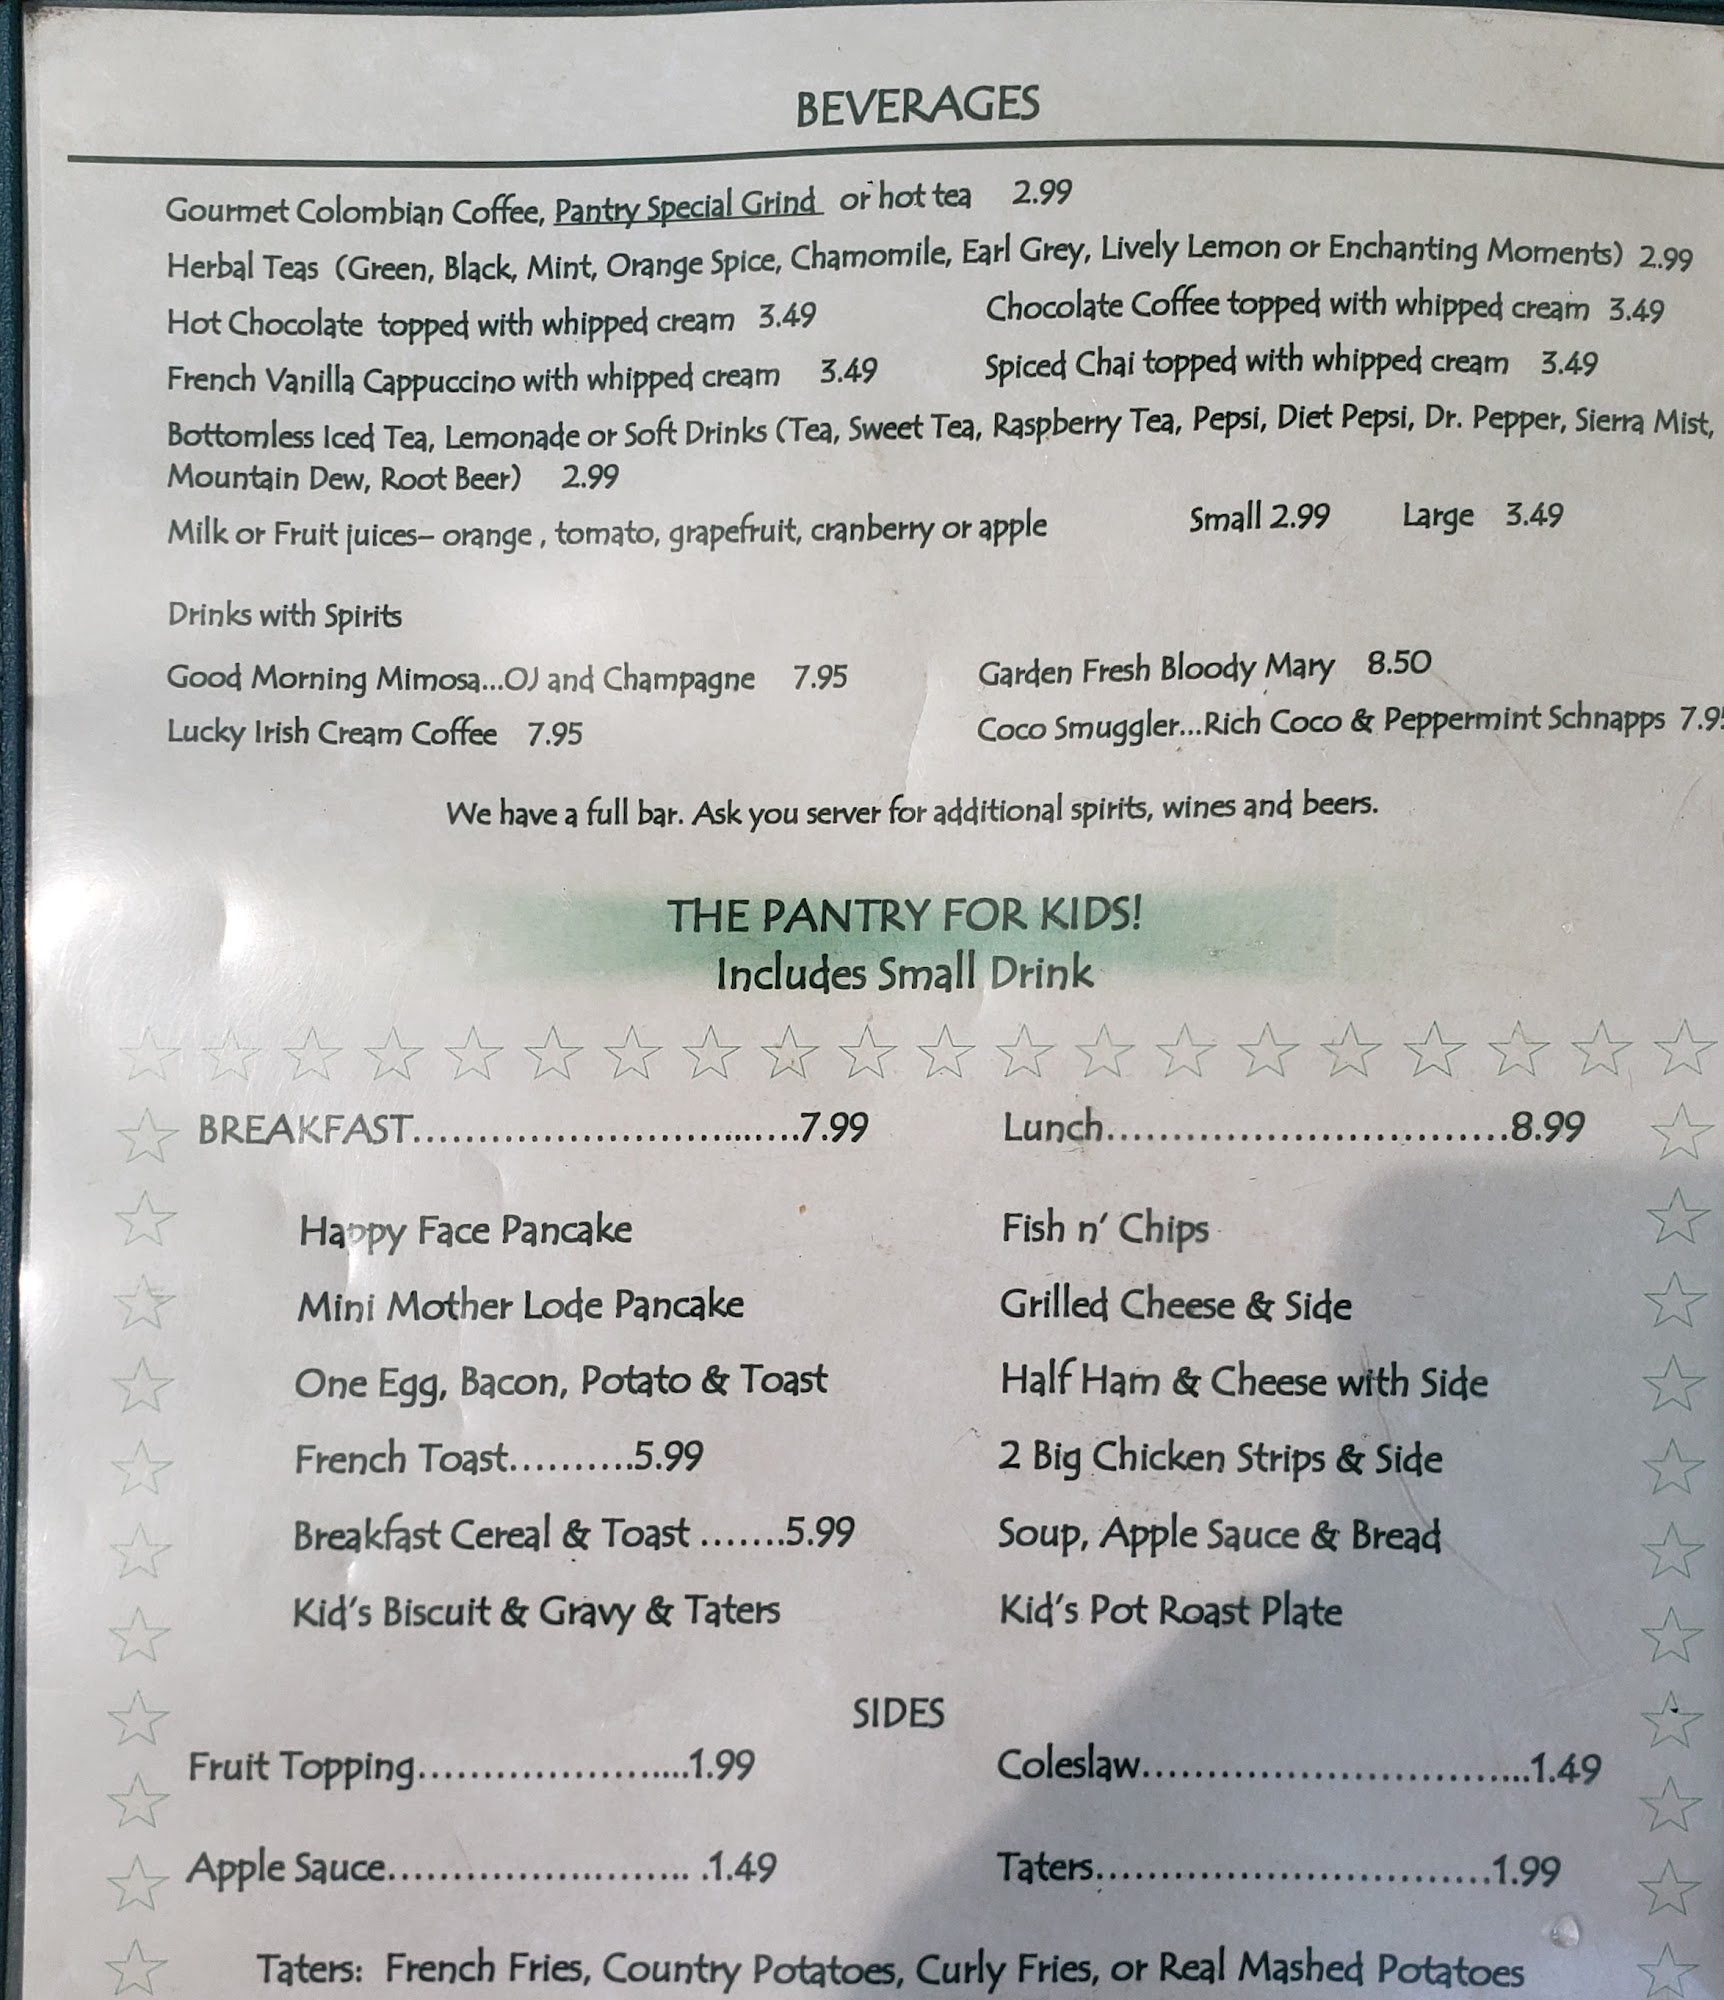 BEVERAGES
Gourmet Colombian Coffee, Pantry Special Grind or hot tea 2.99
Herbal Teas (Green, Black, Mint, Orange Spice, Chamomile, Earl Grey, Lively Lemon or Enchanting Moments) 2.99
Hot Chocolate topped with whipped cream 3.49 Chocolate Coffee topped with whipped cream 3.49
French Vanilla Cappuccino with whipped cream 3.49 Spiced Chai topped with whipped cream 3.49
Bottomless Iced Tea, Lemonade or Soft Drinks (Tea, Sweet Tea, Raspberry Tea, Pepsi, Diet Pepsi, Dr. Pepper, Sierra Mist,
Mountain Dew, Root Beer) 2.99
Milk or Fruit juices– orange , tomato, grapefruit, cranberry or apple Small 2.99 Large 3.49
Drinks with Spirits
Good Morning Mimosa...OJ and Champagne 7.95 Garden Fresh Bloody Mary 8.50
Lucky Irish Cream Coffee 7.95 Coco Smuggler...Rich Coco & Peppermint Schnapps 7.95
We have a full bar. Ask you server for additional spirits, wines and beers.
THE PANTRY FOR KIDS!
Includes Small Drink
BREAKFAST..............................7.99 Lunch...............................8.99
Happy Face Pancake Fish n' Chips
Mini Mother Lode Pancake Grilled Cheese & Side
One Egg, Bacon, Potato & Toast Half Ham & Cheese with Side
French Toast..........5.99 2 Big Chicken Strips & Side
Breakfast Cereal & Toast .......5.99 Soup, Apple Sauce & Bread
Kid's Biscuit & Gravy & Taters Kid's Pot Roast Plate
SIDES
Fruit Topping......................1.99 Coleslaw...............................1.49
Apple Sauce........................ .1.49 Taters...............................1.99
Taters: French Fries, Country Potatoes, Curly Fries, or Real Mashed Potatoes